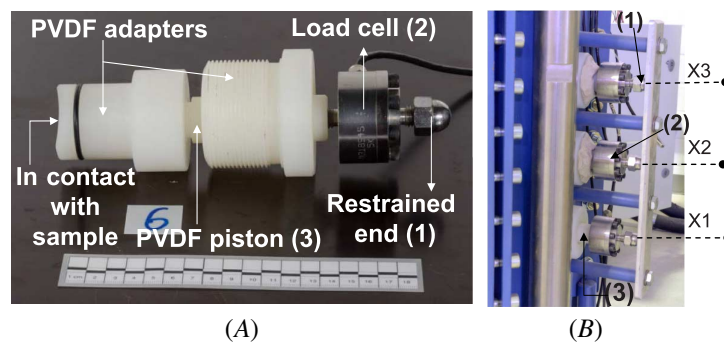 PVDF adapters
Load cell (2)
In contact
with
sample
6
PVDF piston (3)
Restrained
end (1)
(A)
(1)
X3
(2)
X2
X1
(3)
(B)